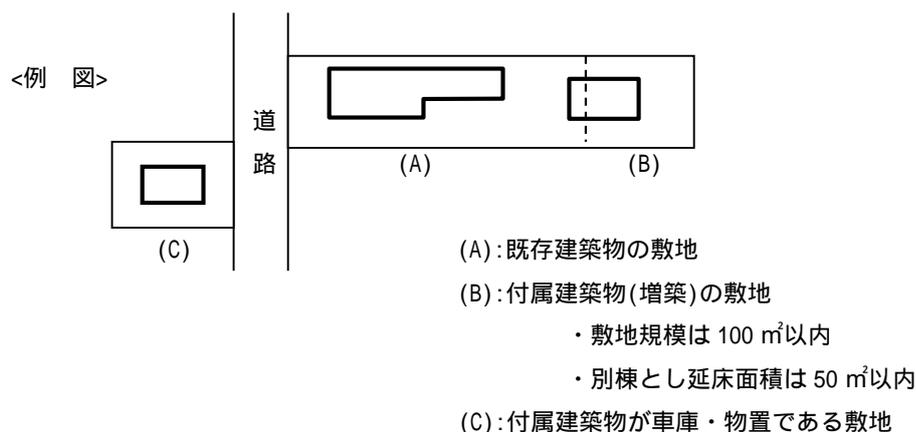 <例　図>
道
路
(A)
(B)
(C)
(A):既存建築物の敷地
(B):付属建築物(増築)の敷地
・敷地規模は 100 ㎡以内
・別棟とし延床面積は 50 ㎡以内
(C):付属建築物が車庫・物置である敷地